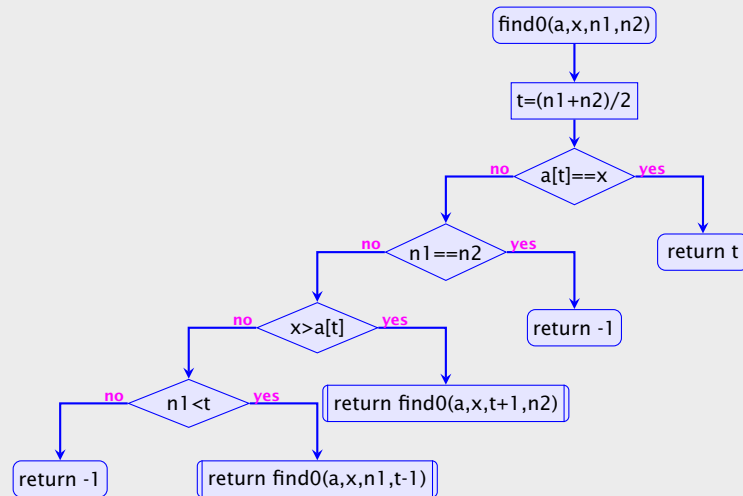 find0(a,x,n1,n2)
t=(n1+n2)/2
no
a[t]==x
yes
no
n1==n2
yes
return t
no
x>a[t]
yes
return -1
no
n1<t
yes
return find0(a,x,t+1,n2)
return -1
return find0(a,x,n1,t-1)